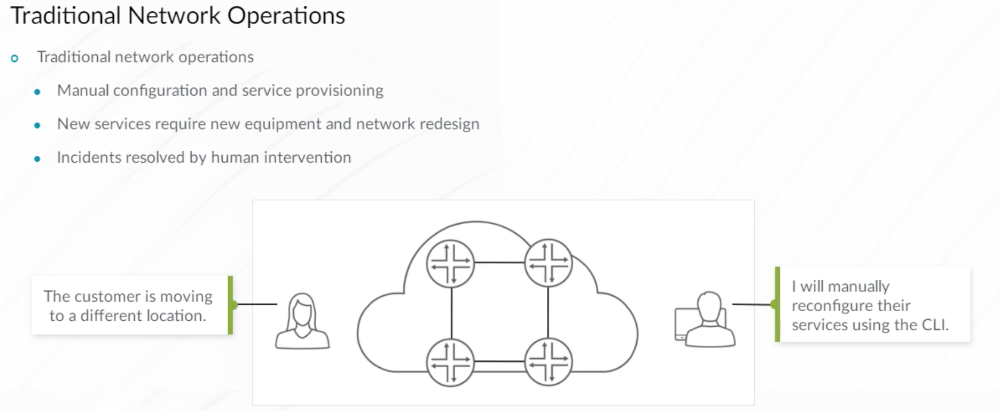 Traditional Network Operations
Traditional network operations
Manual configuration and service provisioning
New services require new equipment and network redesign
Incidents resolved by human intervention
The customer is moving
to a different location.
I will manually
reconfigure their
services using the CLI.